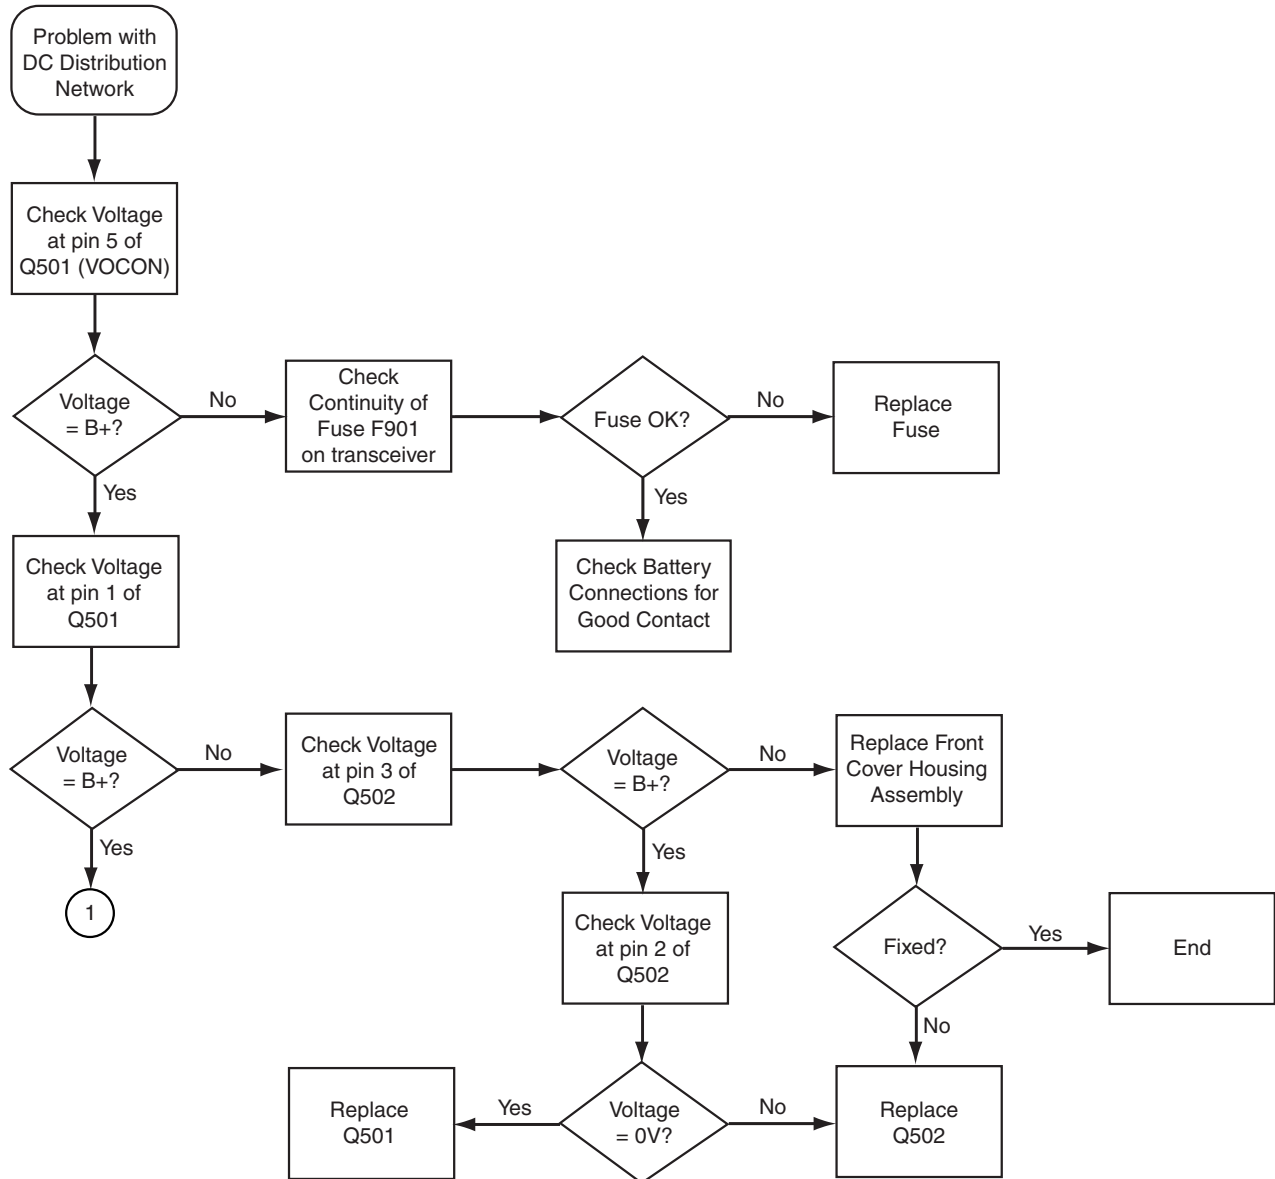 Problem with
DC Distribution
Network
Check Voltage
at pin 5 of
Q501 (VOCON)
Voltage
= B+?
No
Check
Continuity of
Fuse F901
on transceiver
Fuse OK?
No
Replace
Fuse
Yes
Yes
Check Voltage
at pin 1 of
Q501
Check Battery
Connections for
Good Contact
Voltage
= B+?
No
Check Voltage
at pin 3 of
Q502
Voltage
= B+?
No
Replace Front
Cover Housing
Assembly
Yes
1
Yes
Check Voltage
at pin 2 of
Q502
Fixed?
Yes
End
No
Replace
Q501
Yes
Voltage
= 0V?
No
Replace
Q502